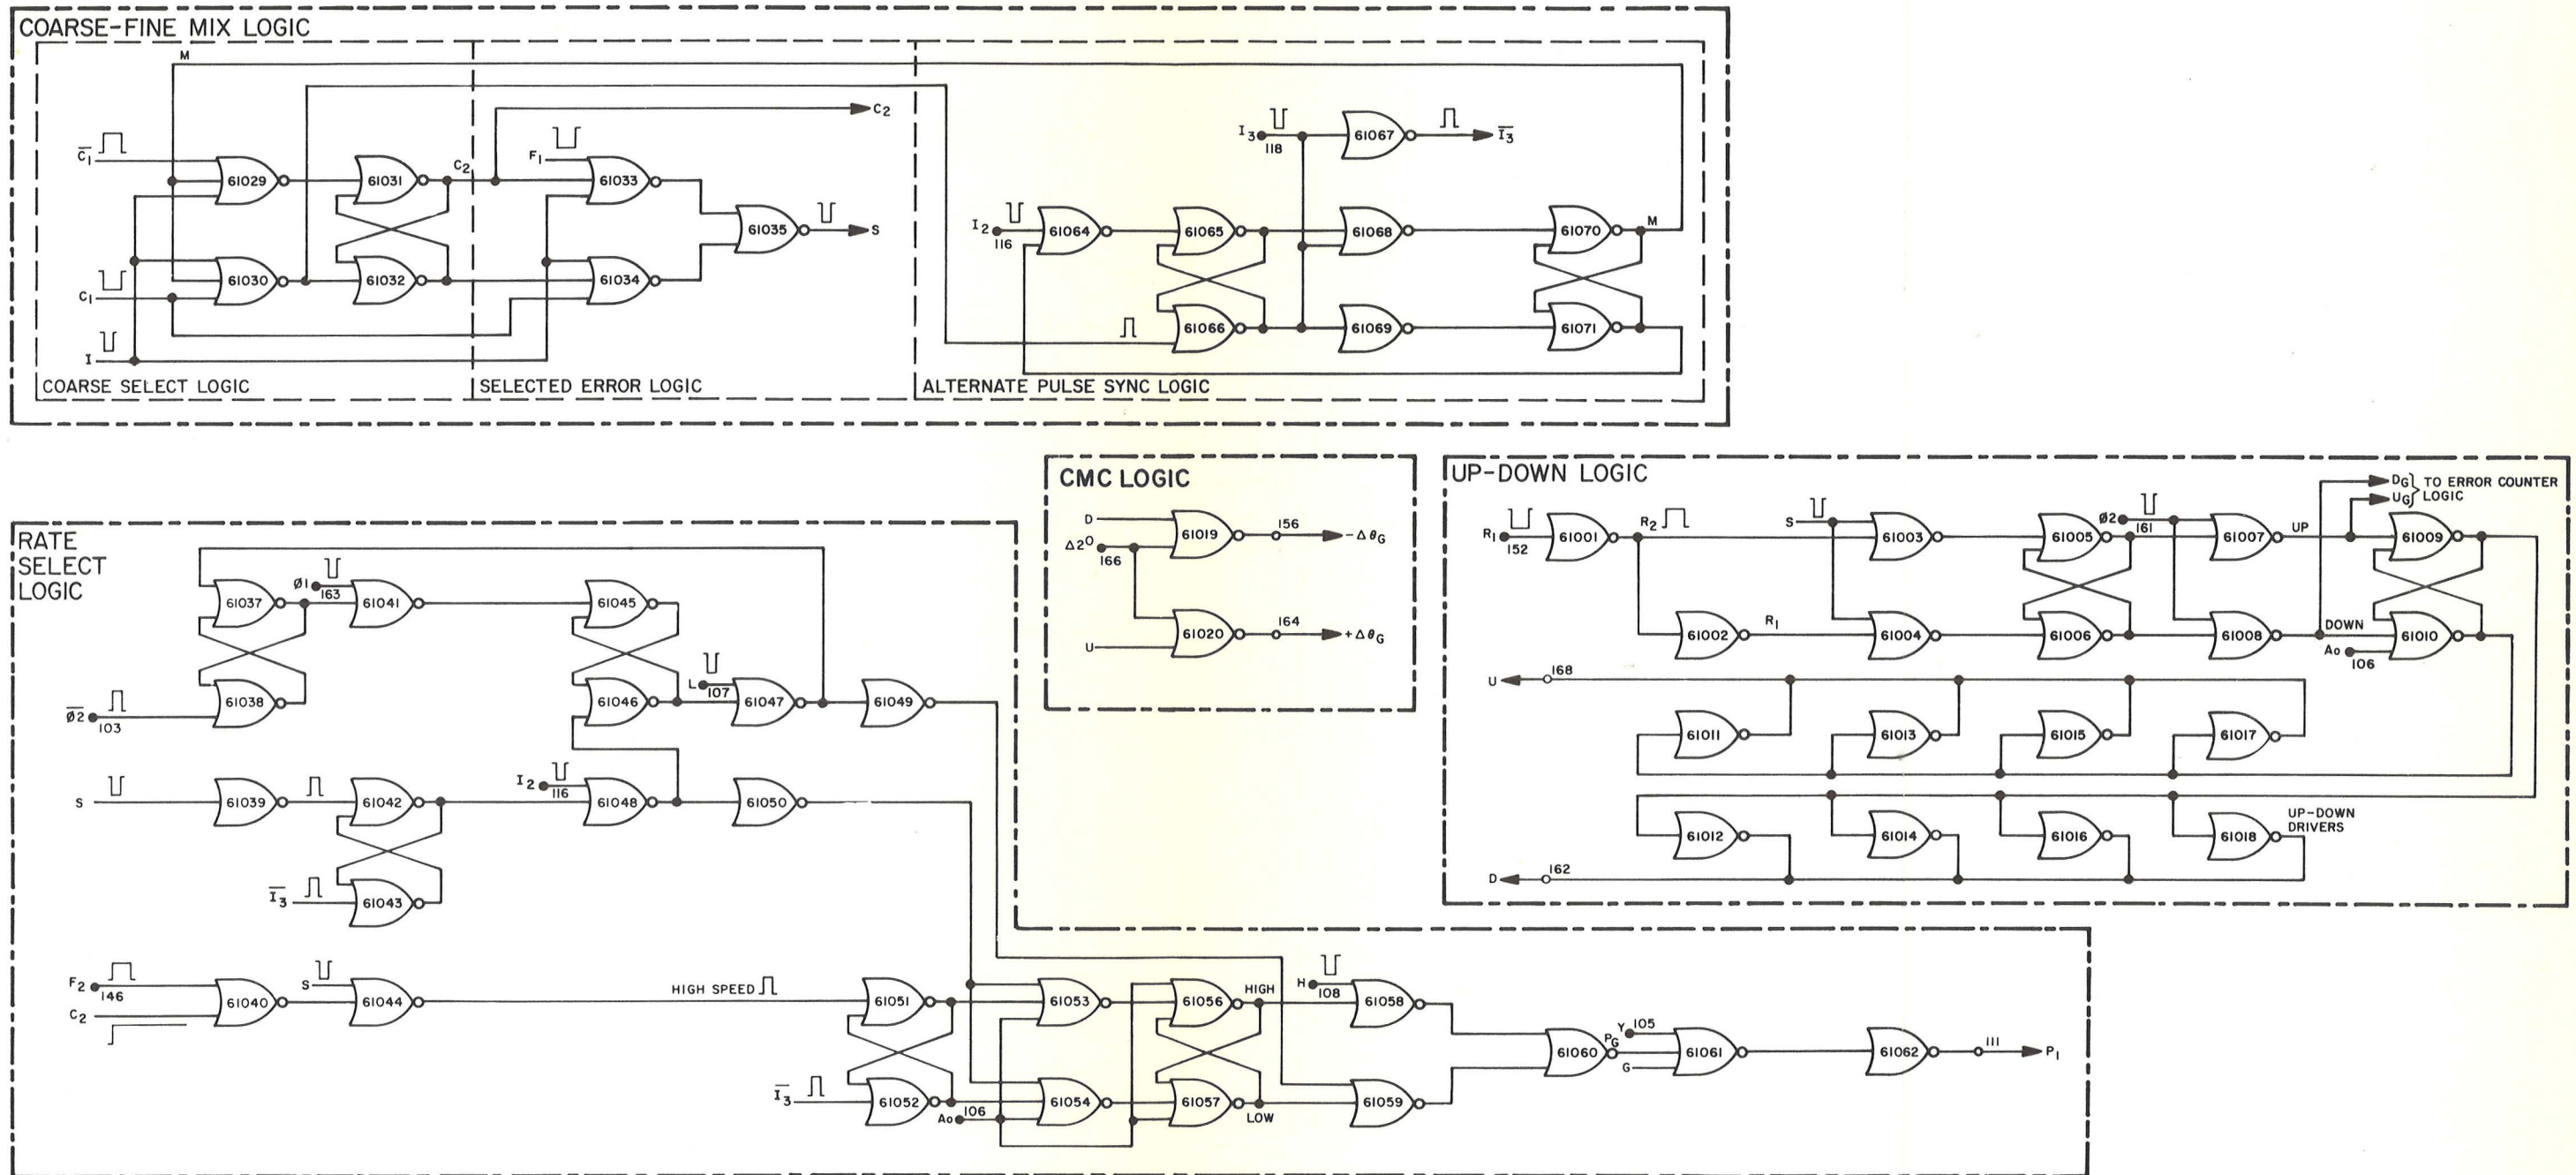 COARSE-FINE MIX LOGIC
M
C₂
C̅₁
61029
61031
C₂
F₁
61033
61035
S
C₁
61030
61032
61034
I
COARSE SELECT LOGIC
SELECTED ERROR LOGIC
I₃
118
61067
I̅₃
I₂
116
61064
61065
61068
61070
M
61066
61069
61071
ALTERNATE PULSE SYNC LOGIC
CMC LOGIC
D
61019
156
-ΔθG
Δ2⁰
166
61020
164
+ΔθG
U
UP-DOWN LOGIC
DG
UG
TO ERROR COUNTER
LOGIC
R₁
152
61001
R₂
S
61003
61005
Ø2
161
61007
UP
61009
61002
R₁
61004
61006
61008
DOWN
61010
Ao
106
U
168
61011
61013
61015
61017
61012
61014
61016
61018
UP-DOWN
DRIVERS
D
162
RATE
SELECT
LOGIC
61037
Ø1
163
61041
61045
Ø̅2̅
103
61038
61046
L
107
61047
61049
S
61039
61042
I₂
116
61048
61050
I̅₃
61043
F₂
146
C₂
61040
S
61044
HIGH SPEED
61051
61053
61056
HIGH
H
108
61058
I̅₃
61052
Ao
106
61054
61057
LOW
61059
61060
PG
Y
105
G
61061
61062
111
P₁